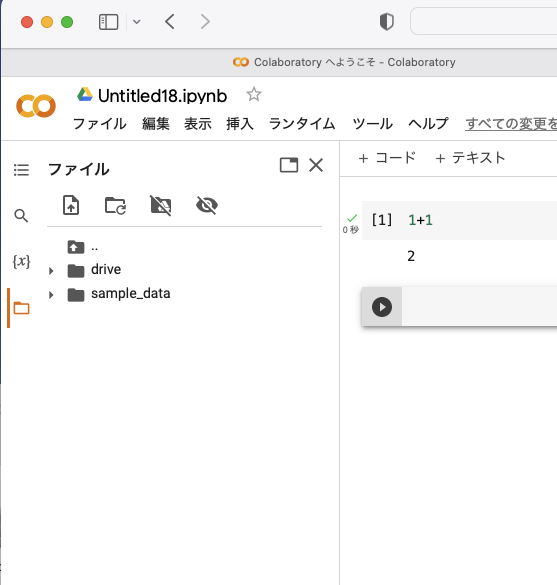 Colaboratory へようこそ - Colaboratory
Untitled18.ipynb
ファイル 編集 表示 挿入 ランタイム ツール ヘルプ すべての変更を
ファイル
+ コード + テキスト
{x}
..
drive
sample_data
[1] 1+1
0 秒
2